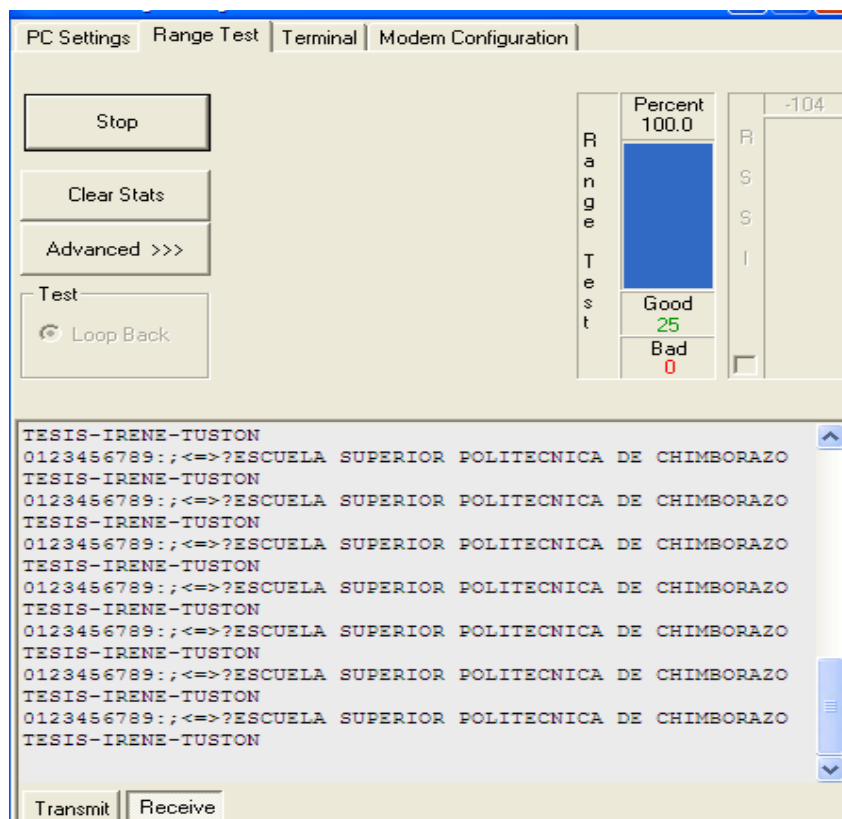 PC Settings Range Test Terminal Modem Configuration
Stop
Clear Stats
Advanced >>>
Test
Loop Back
Range Test
Percent
100.0
Good
25
Bad
0
RSSI
-104
TESIS-IRENE-TUSTON
0123456789:;<=>?ESCUELA SUPERIOR POLITECNICA DE CHIMBORAZO
TESIS-IRENE-TUSTON
0123456789:;<=>?ESCUELA SUPERIOR POLITECNICA DE CHIMBORAZO
TESIS-IRENE-TUSTON
0123456789:;<=>?ESCUELA SUPERIOR POLITECNICA DE CHIMBORAZO
TESIS-IRENE-TUSTON
0123456789:;<=>?ESCUELA SUPERIOR POLITECNICA DE CHIMBORAZO
TESIS-IRENE-TUSTON
0123456789:;<=>?ESCUELA SUPERIOR POLITECNICA DE CHIMBORAZO
TESIS-IRENE-TUSTON
0123456789:;<=>?ESCUELA SUPERIOR POLITECNICA DE CHIMBORAZO
TESIS-IRENE-TUSTON
0123456789:;<=>?ESCUELA SUPERIOR POLITECNICA DE CHIMBORAZO
TESIS-IRENE-TUSTON
Transmit Receive